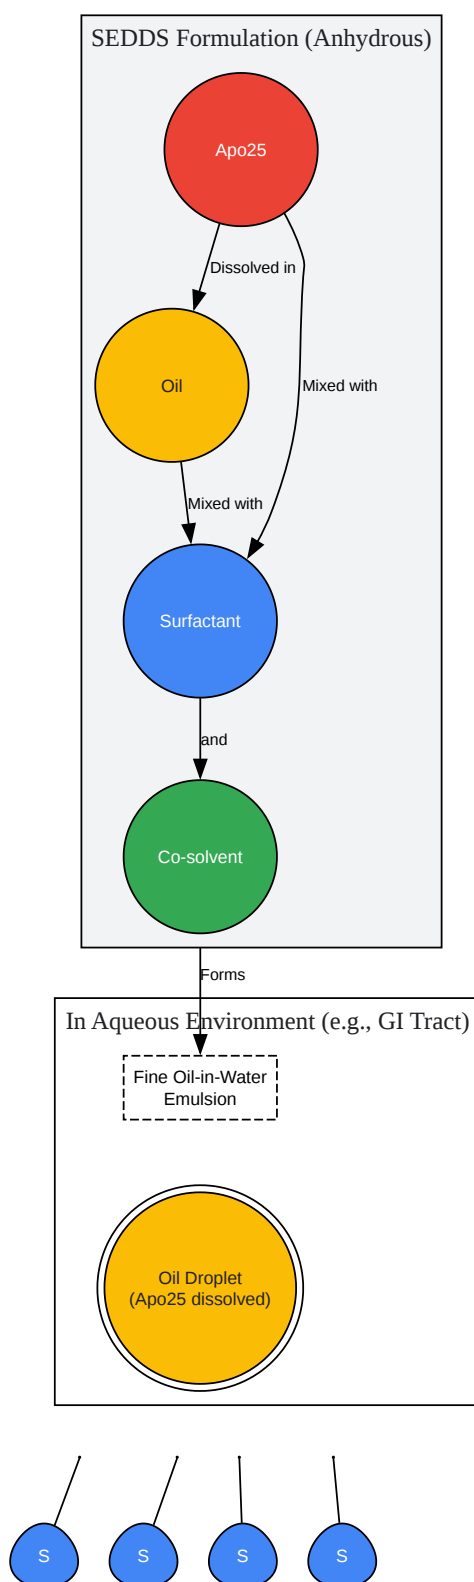 SEDDS Formulation (Anhydrous)
Apo25
Dissolved in
Oil
Mixed with
Mixed with
Surfactant
and
Co-solvent
Forms
In Aqueous Environment (e.g., GI Tract)
Fine Oil-in-Water
Emulsion
Oil Droplet
(Apo25 dissolved)
S
S
S
S